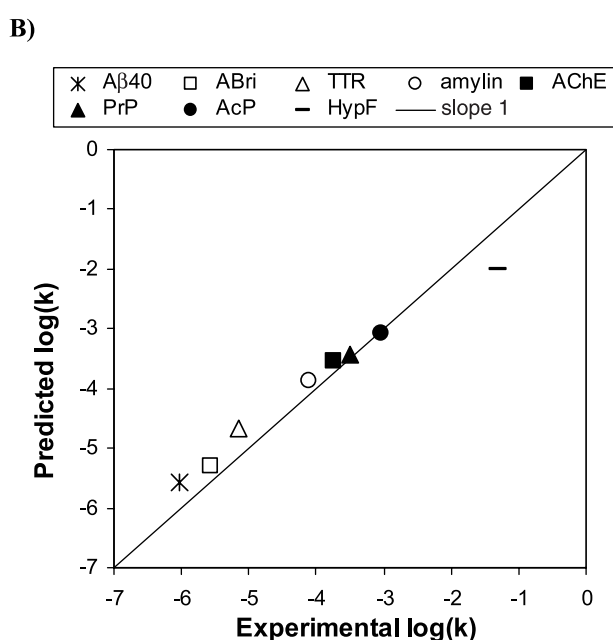 B)
Aβ40 ABri TTR amylin AChE
PrP AcP HypF slope 1
0
-1
-2
-3
-4
-5
-6
-7
Predicted log(k)
-7 -6 -5 -4 -3 -2 -1 0
Experimental log(k)